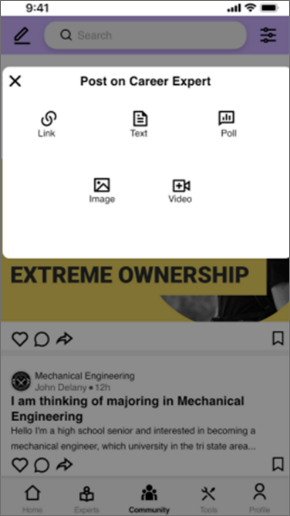 9:41
Search
Post on Career Expert
Link
Text
Poll
Image
Video
EXTREME OWNERSHIP
Mechanical Engineering
John Delany • 12h
I am thinking of majoring in Mechanical
Engineering
Hello I'm a high school senior and interested in becoming a
mechanical engineer, which university in the tri state area...
Home
Experts
Community
Tools
Profile